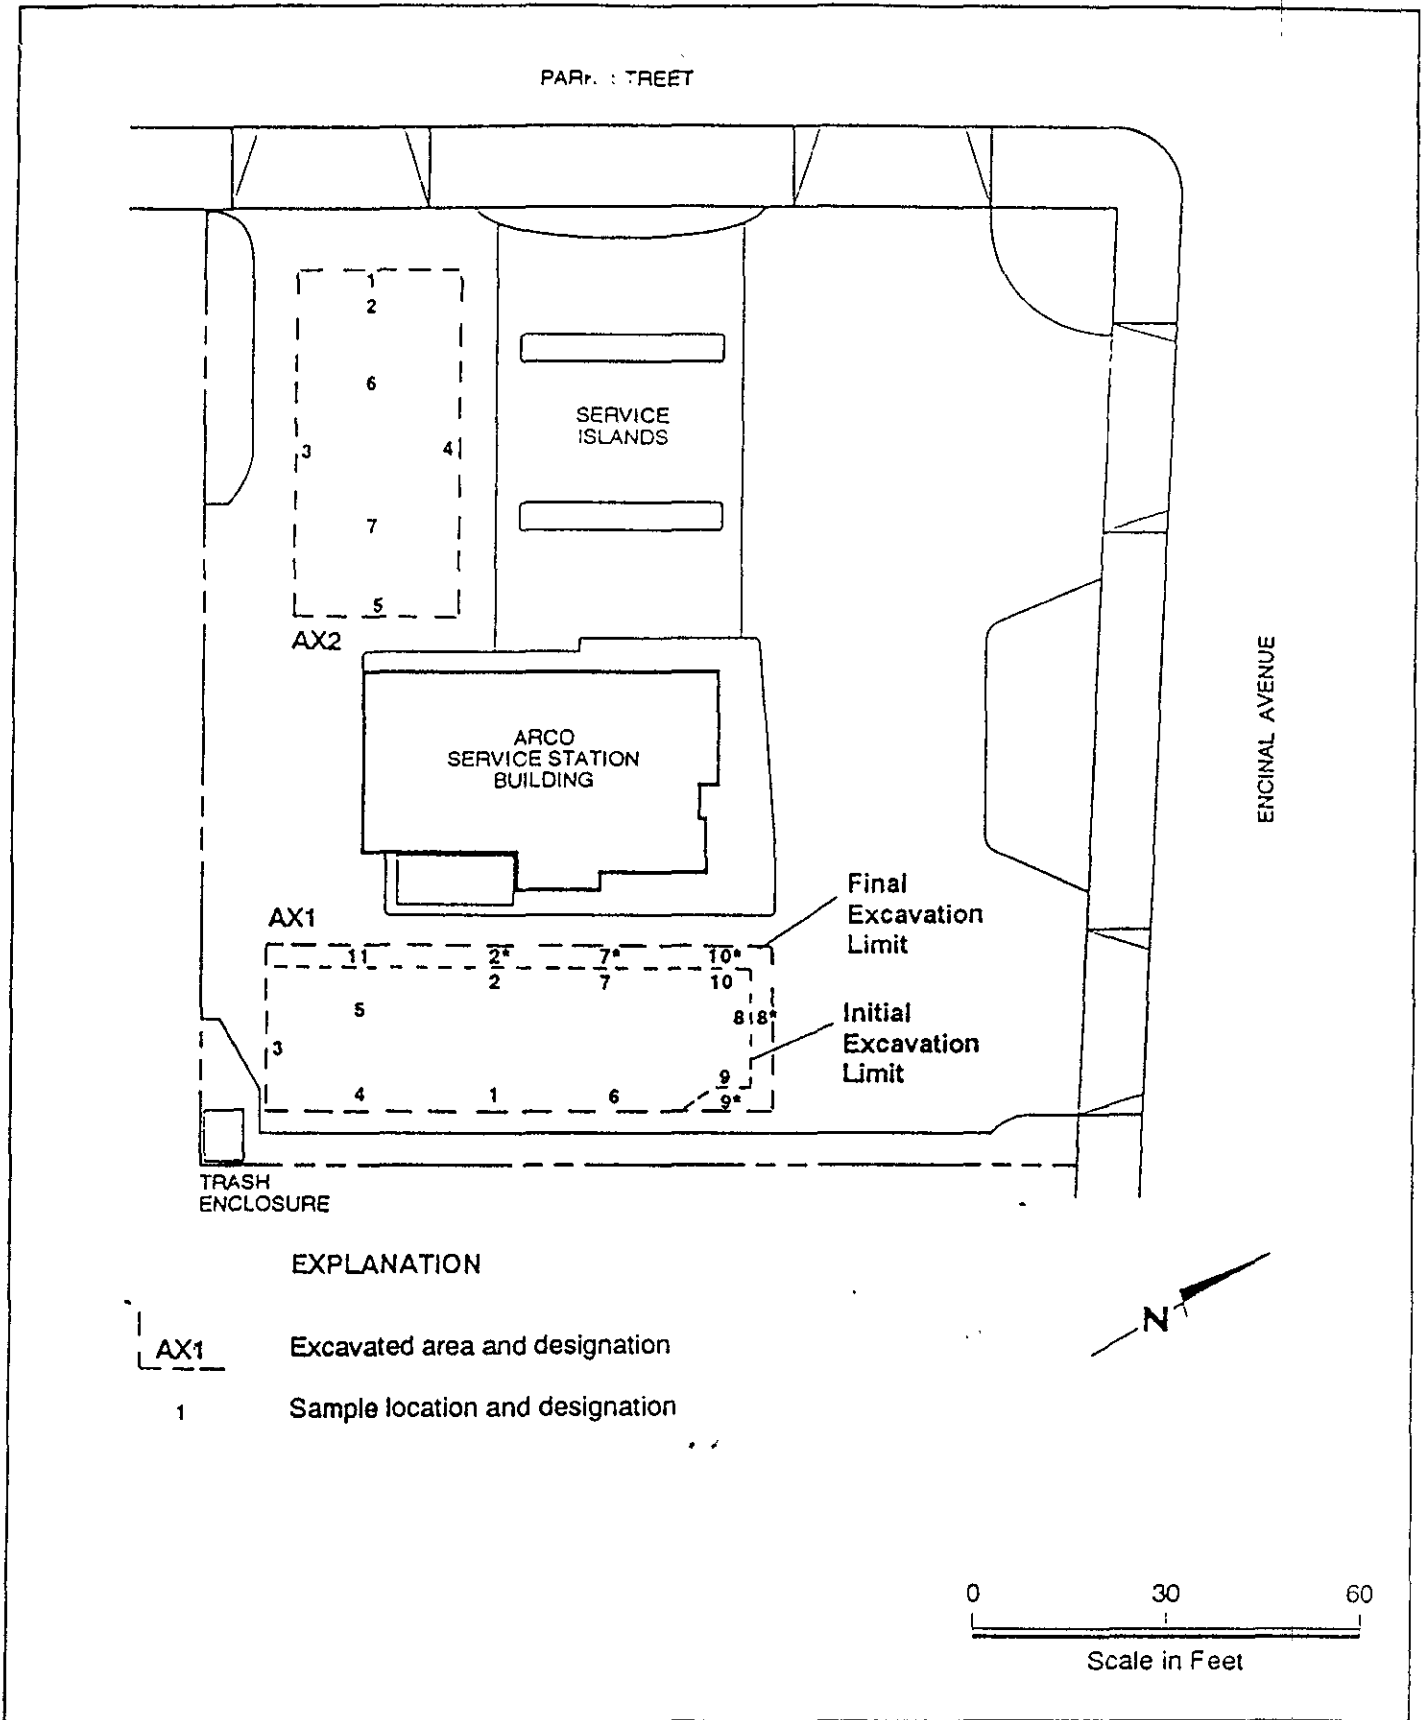 STREET
1
2
6
SERVICE
ISLANDS
3
4
7
5
AX2
ARCO
SERVICE STATION
BUILDING
ENCINAL AVENUE
Final
Excavation
Limit
AX1
11
2*
7*
10*
2
7
10
5
8
8*
Initial
Excavation
Limit
3
9
4
1
6
9*
TRASH
ENCLOSURE
EXPLANATION
N
AX1 Excavated area and designation
1 Sample location and designation
0 30 60
Scale in Feet